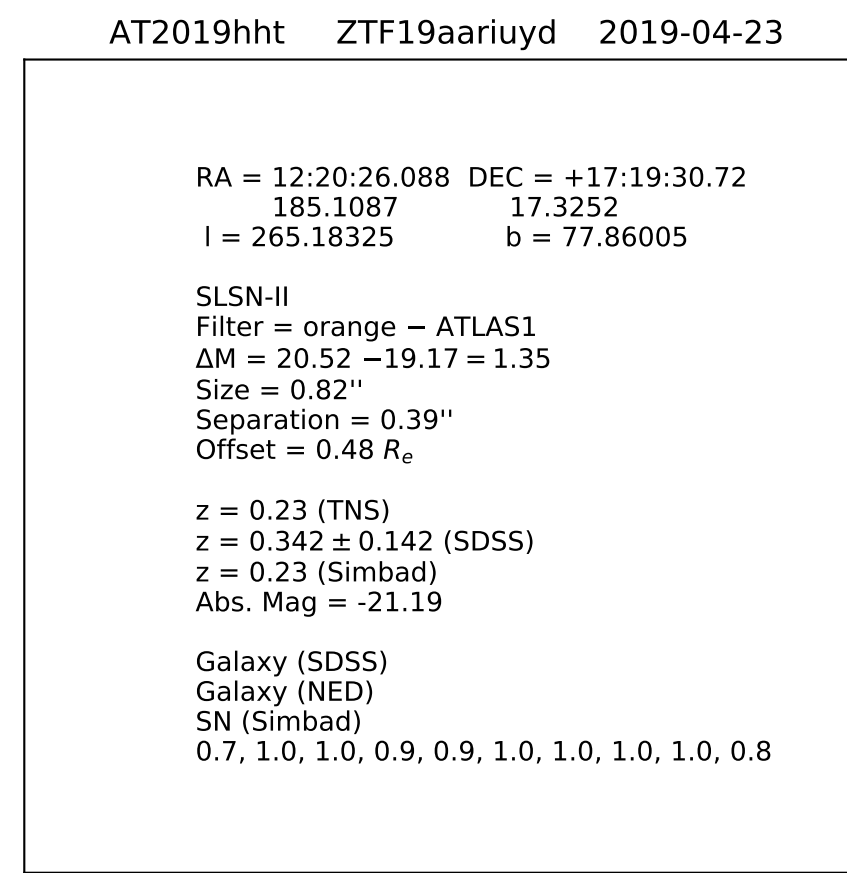 AT2019hht ZTF19aariuyd 2019-04-23
RA = 12:20:26.088 DEC = +17:19:30.72
185.1087 17.3252
l = 265.18325 b = 77.86005
SLSN-II
Filter = orange − ATLAS1
ΔM = 20.52 −19.17 = 1.35
Size = 0.82''
Separation = 0.39''
Offset = 0.48 Rₑ
z = 0.23 (TNS)
z = 0.342 ± 0.142 (SDSS)
z = 0.23 (Simbad)
Abs. Mag = -21.19
Galaxy (SDSS)
Galaxy (NED)
SN (Simbad)
0.7, 1.0, 1.0, 0.9, 0.9, 1.0, 1.0, 1.0, 1.0, 0.8